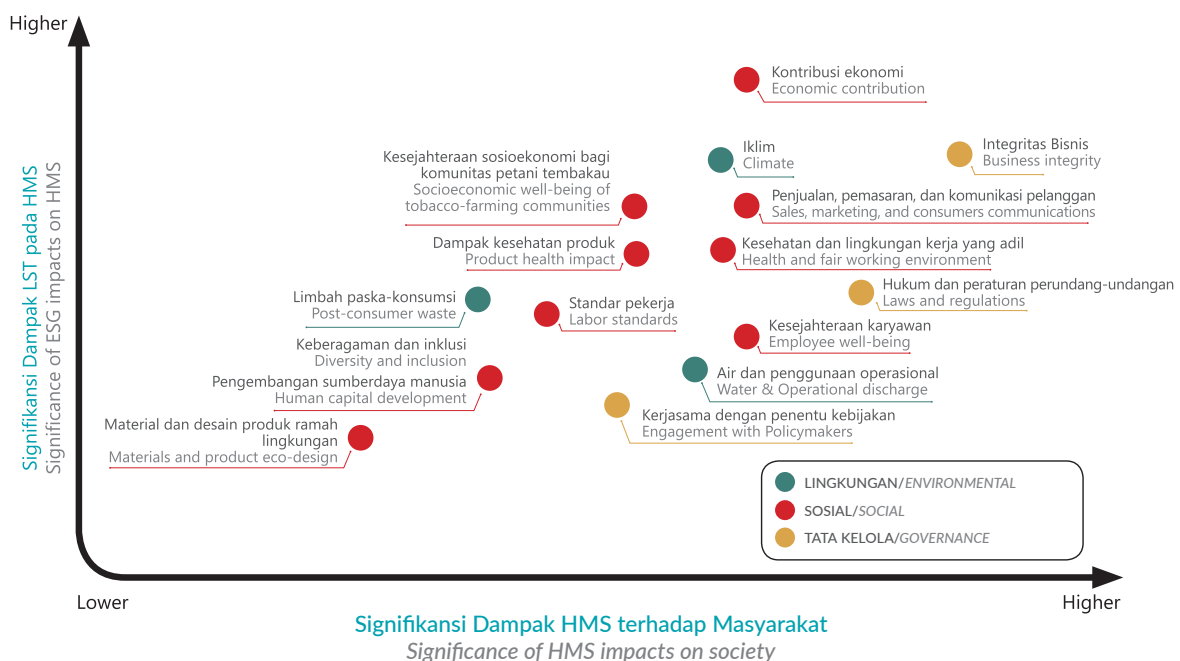 Higher
Kontribusi ekonomi
Economic contribution
Iklim
Climate
Integritas Bisnis
Business integrity
Kesejahteraan sosioekonomi bagi
komunitas petani tembakau
Socioeconomic well-being of
tobacco-farming communities
Penjualan, pemasaran, dan komunikasi pelanggan
Sales, marketing, and consumers communications
Dampak kesehatan produk
Product health impact
Kesehatan dan lingkungan kerja yang adil
Health and fair working environment
Hukum dan peraturan perundang-undangan
Laws and regulations
Limbah paska-konsumsi
Post-consumer waste
Standar pekerja
Labor standards
Kesejahteraan karyawan
Employee well-being
Keberagaman dan inklusi
Diversity and inclusion
Pengembangan sumberdaya manusia
Human capital development
Air dan penggunaan operasional
Water & Operational discharge
Kerjasama dengan penentu kebijakan
Engagement with Policymakers
Material dan desain produk ramah
lingkungan
Materials and product eco-design
Signifikansi Dampak LST pada HMS
Significance of ESG impacts on HMS
LINGKUNGAN/ENVIRONMENTAL
SOSIAL/SOCIAL
TATA KELOLA/GOVERNANCE
Lower
Higher
Signifikansi Dampak HMS terhadap Masyarakat
Significance of HMS impacts on society